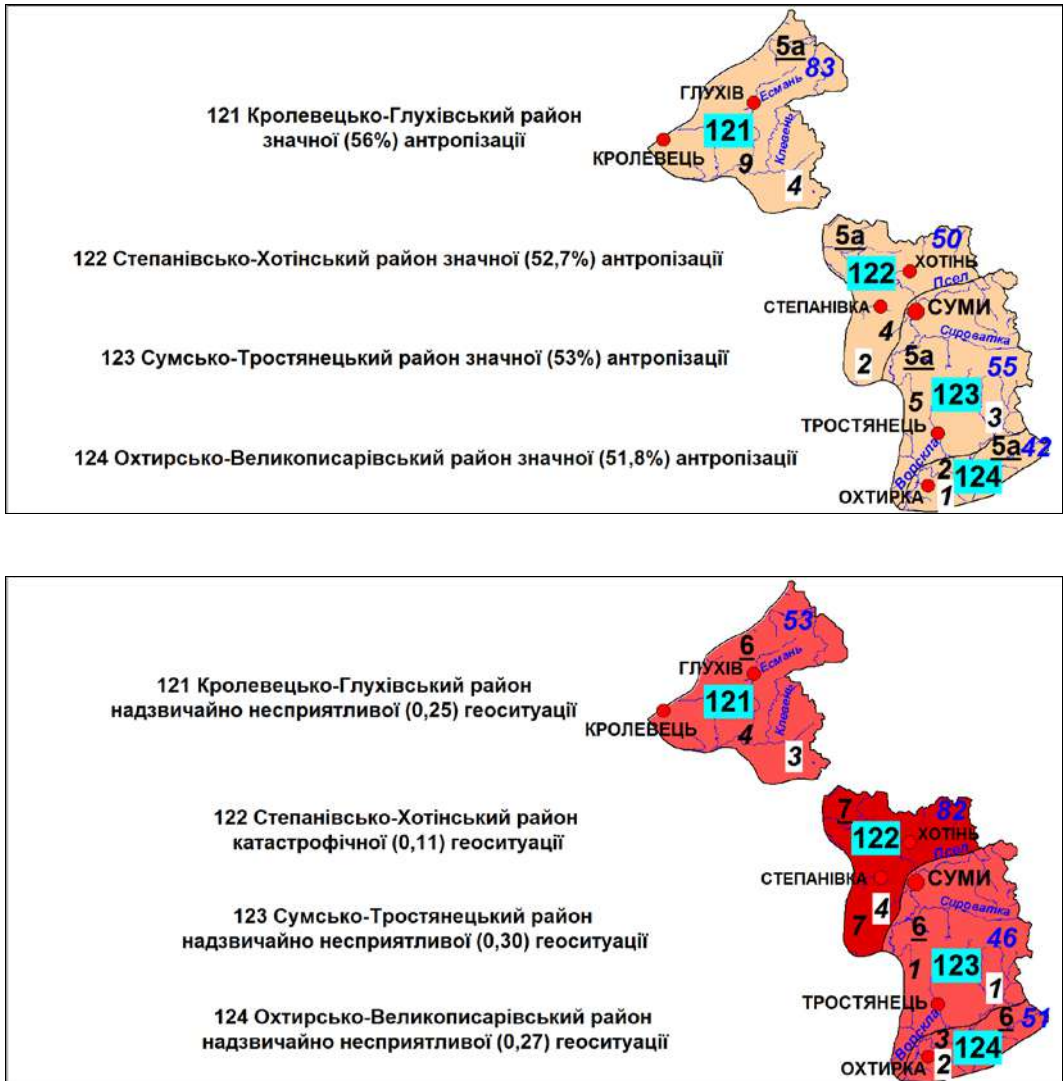 121 Кролевецько-Глухівський район
значної (56%) антропізації
122 Степанівсько-Хотінський район значної (52,7%) антропізації
123 Сумсько-Тростянецький район значної (53%) антропізації
124 Охтирсько-Великописарівський район значної (51,8%) антропізації
5а
83
ГЛУХІВ
Есмань
121
Клевень
КРОЛЕВЕЦЬ
9
4
5а
50
ХОТІНЬ
122
Псел
СТЕПАНІВКА
СУМИ
4
Сироватка
2
5а
55
5
123
3
ТРОСТЯНЕЦЬ
5а
42
Ворскла
2
124
ОХТИРКА
1
121 Кролевецько-Глухівський район
надзвичайно несприятливої (0,25) геоситуації
122 Степанівсько-Хотінський район
катастрофічної (0,11) геоситуації
123 Сумсько-Тростянецький район
надзвичайно несприятливої (0,30) геоситуації
124 Охтирсько-Великописарівський район
надзвичайно несприятливої (0,27) геоситуації
53
6
ГЛУХІВ
Есмань
121
Клевень
КРОЛЕВЕЦЬ
4
3
7
82
ХОТІНЬ
122
Псел
СТЕПАНІВКА
СУМИ
4
Сироватка
7
6
46
1
123
1
ТРОСТЯНЕЦЬ
6
51
Ворскла
3
124
ОХТИРКА
2